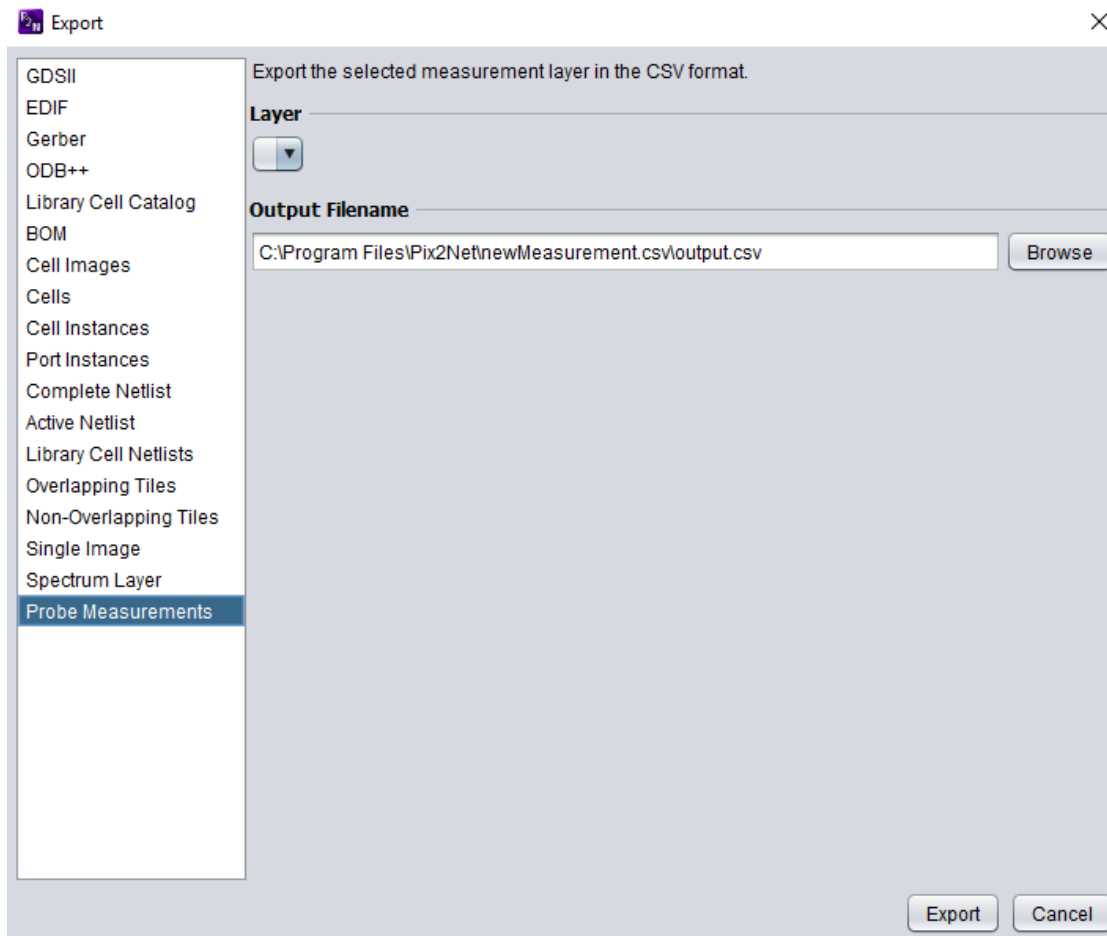 Export
GDSII
EDIF
Gerber
ODB++
Library Cell Catalog
BOM
Cell Images
Cells
Cell Instances
Port Instances
Complete Netlist
Active Netlist
Library Cell Netlists
Overlapping Tiles
Non-Overlapping Tiles
Single Image
Spectrum Layer
Probe Measurements
Export the selected measurement layer in the CSV format.
Layer
Output Filename
C:\Program Files\Pix2Net\newMeasurement.csv\output.csv
Browse
Export
Cancel